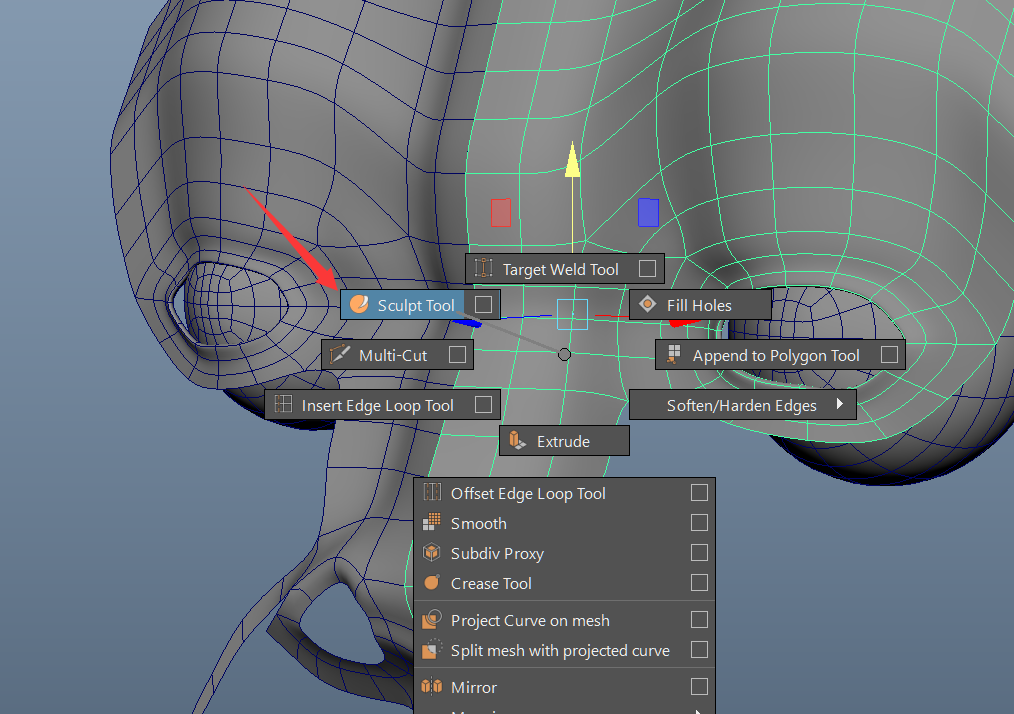 Target Weld Tool
Sculpt Tool
Fill Holes
Multi-Cut
Append to Polygon Tool
Insert Edge Loop Tool
Soften/Harden Edges
Extrude
Offset Edge Loop Tool
Smooth
Subdiv Proxy
Crease Tool
Project Curve on mesh
Split mesh with projected curve
Mirror